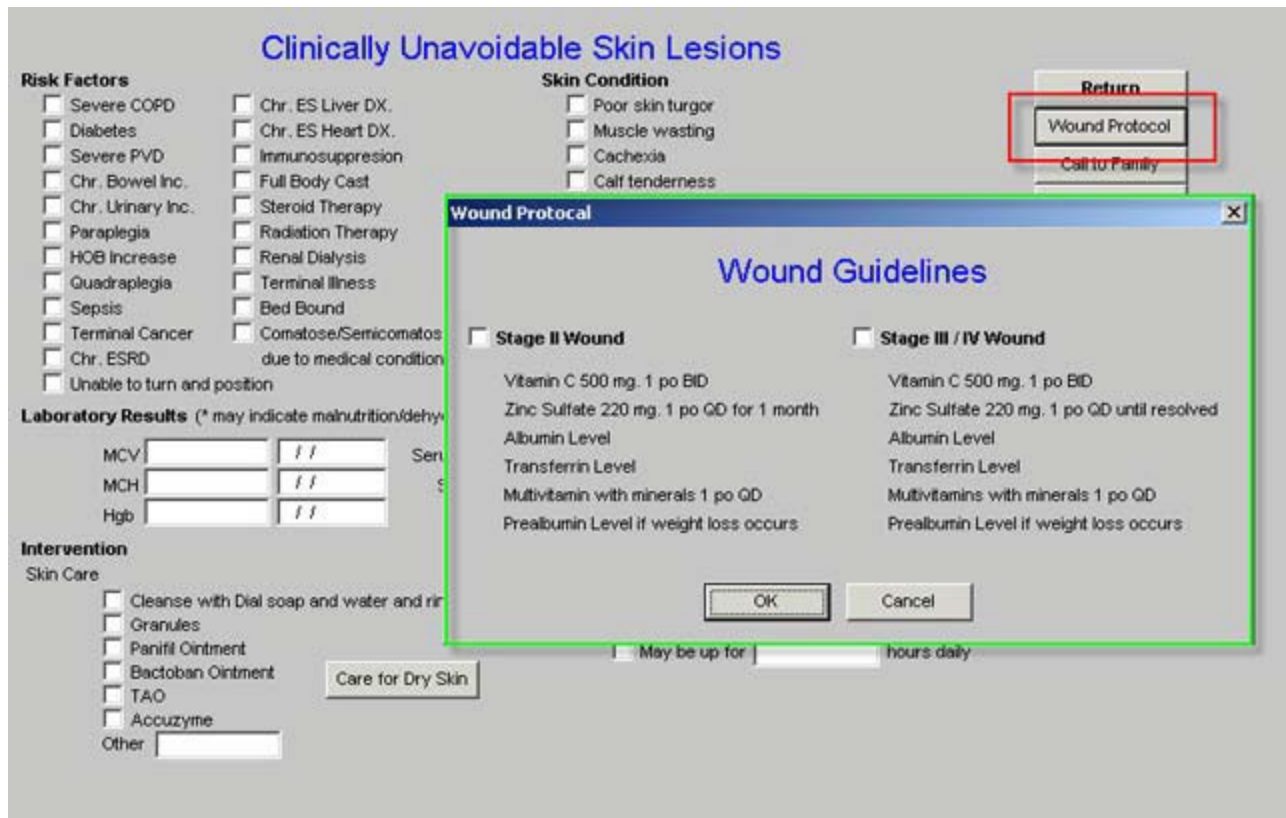 Clinically Unavoidable Skin Lesions
Risk Factors
Severe COPD
Diabetes
Severe PVD
Chr. Bowel Inc.
Chr. Urinary Inc.
Paraplegia
HOB Increase
Quadraplegia
Sepsis
Terminal Cancer
Chr. ESRD
Unable to turn and position
Chr. ES Liver DX.
Chr. ES Heart DX.
Immunosuppresion
Full Body Cast
Steroid Therapy
Radiation Therapy
Renal Dialysis
Terminal Illness
Bed Bound
Comatose/Semicomatos
due to medical condition
Skin Condition
Poor skin turgor
Muscle wasting
Cachexia
Calf tenderness
Return
Wound Protocol
Call to Family
Wound Protocal
Wound Guidelines
Stage II Wound
Vitamin C 500 mg. 1 po BID
Zinc Sulfate 220 mg. 1 po QD for 1 month
Albumin Level
Transferrin Level
Multivitamin with minerals 1 po QD
Prealbumin Level if weight loss occurs
Stage III / IV Wound
Vitamin C 500 mg. 1 po BID
Zinc Sulfate 220 mg. 1 po QD until resolved
Albumin Level
Transferrin Level
Multivitamins with minerals 1 po QD
Prealbumin Level if weight loss occurs
OK
Cancel
Laboratory Results (* may indicate malnutrition/dehy
MCV / /
MCH / /
Hgb / /
Intervention
Skin Care
Cleanse with Dial soap and water and rin
Granules
Panifil Ointment
Bactoban Ointment
TAO
Accuzyme
Other
Care for Dry Skin
May be up for hours daily